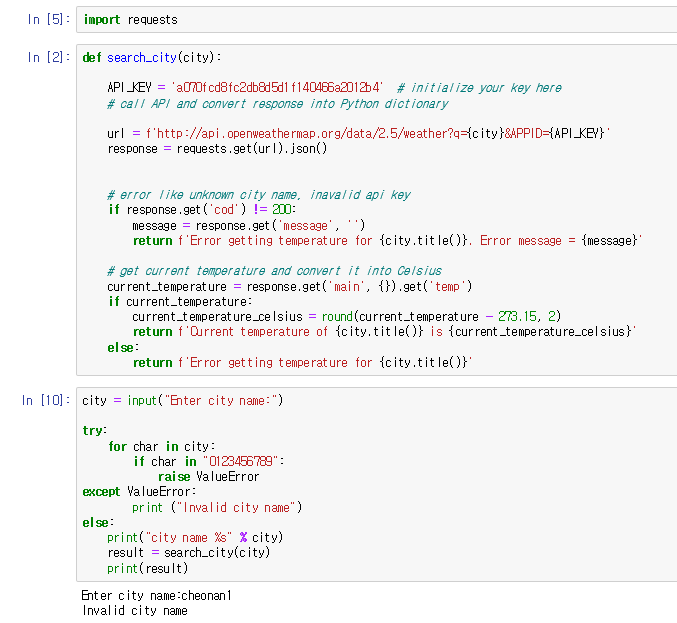 In [5]: import requests
In [2]: def search_city(city):
API_KEY = 'a070fcd8fc2db8d5d1f140466a2012b4'  # initialize your key here
# call API and convert response into Python dictionary
url = f'http://api.openweathermap.org/data/2.5/weather?q={city}&APPID={API_KEY}'
response = requests.get(url).json()
# error like unknown city name, inavalid api key
if response.get('cod') != 200:
message = response.get('message', '')
return f'Error getting temperature for {city.title()}. Error message = {message}'
# get current temperature and convert it into Celsius
current_temperature = response.get('main', {}).get('temp')
if current_temperature:
current_temperature_celsius = round(current_temperature - 273.15, 2)
return f'Current temperature of {city.title()} is {current_temperature_celsius}'
else:
return f'Error getting temperature for {city.title()}'
In [10]: city = input("Enter city name:")
try:
for char in city:
if char in "0123456789":
raise ValueError
except ValueError:
print ("Invalid city name")
else:
print("city name %s" % city)
result = search_city(city)
print(result)
Enter city name:cheonan1
Invalid city name